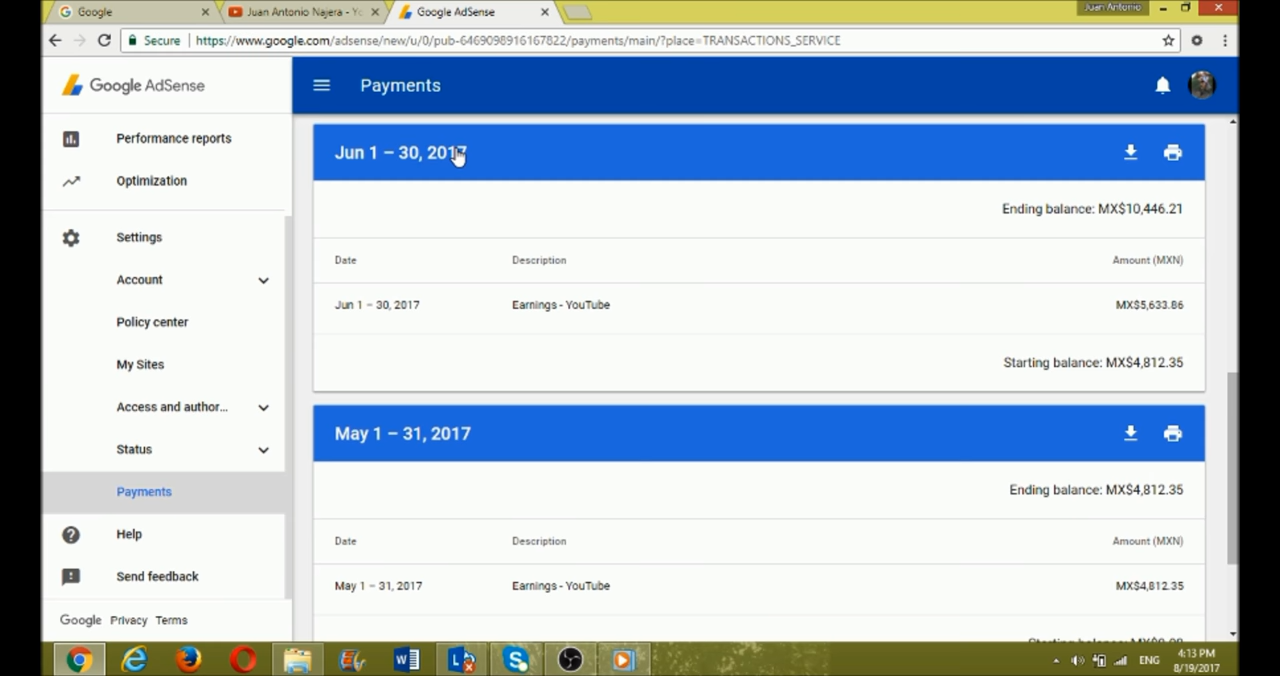 Google
Juan Antonio Najera - Yo
Google AdSense
Juan Antonio
Secure
https://www.google.com/adsense/new/u/0/pub-6469098916167822/payments/main/?place=TRANSACTIONS_SERVICE
Google AdSense
Payments
Performance reports
Optimization
Settings
Account
Policy center
My Sites
Access and author...
Status
Payments
Help
Send feedback
Google Privacy Terms
Jun 1 – 30, 2017
Ending balance: MX$10,446.21
Date Description Amount (MXN)
Jun 1 – 30, 2017 Earnings - YouTube MX$5,633.86
Starting balance: MX$4,812.35
May 1 – 31, 2017
Ending balance: MX$4,812.35
Date Description Amount (MXN)
May 1 – 31, 2017 Earnings - YouTube MX$4,812.35
ENG
4:13 PM
8/19/2017